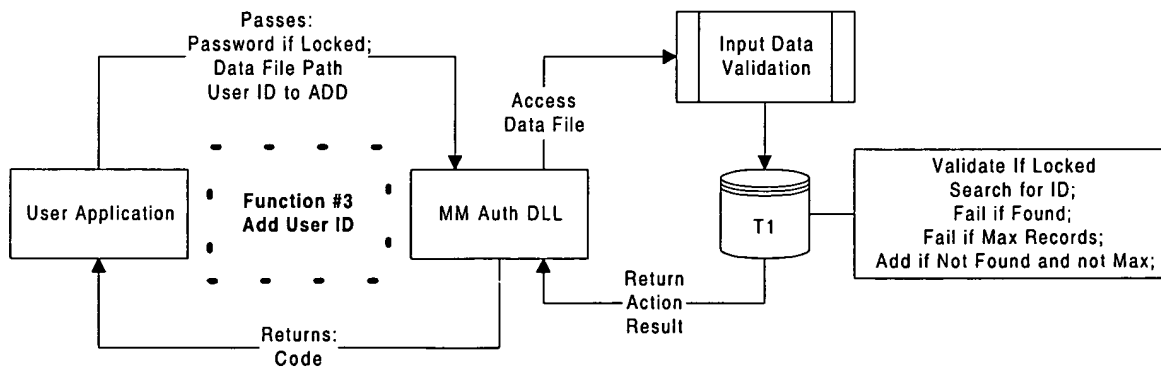 Passes:
Password if Locked;
Data File Path
User ID to ADD
Input Data
Validation
Access
Data File
User Application
Function #3
Add User ID
MM Auth DLL
T1
Validate If Locked
Search for ID;
Fail if Found;
Fail if Max Records;
Add if Not Found and not Max;
Return
Action
Result
Returns:
Code